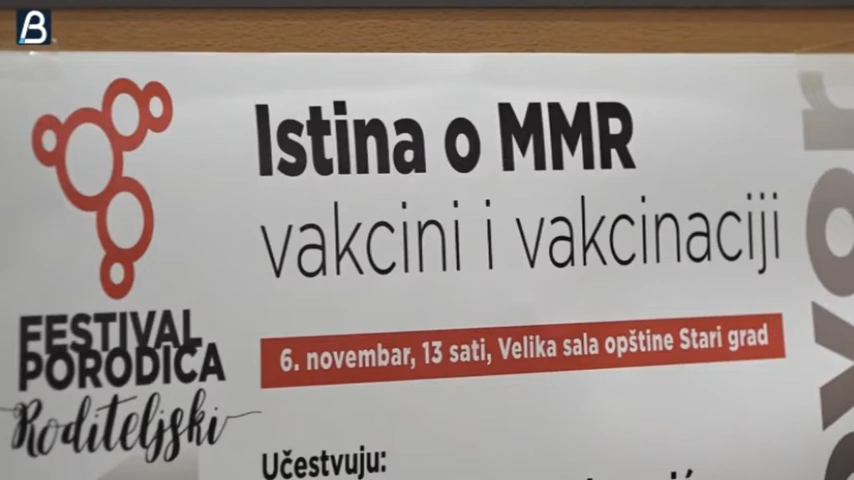 B
Istina o MMR
vakcini i vakcinaciji
FESTIVAL
PORODICA
Roditeljski
6. novembar, 13 sati, Velika sala opštine Stari grad
Učestvuju: